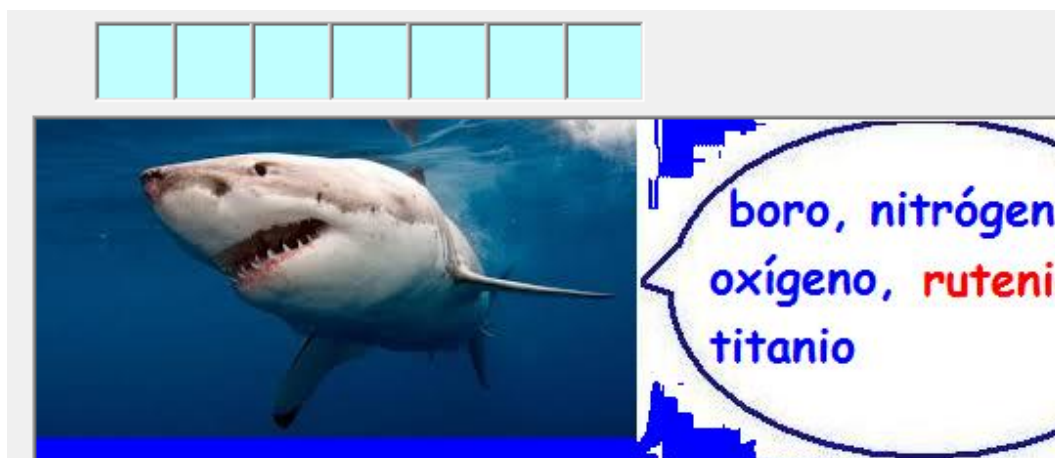 boro, nitrógen
oxígeno, ruteni
titanio